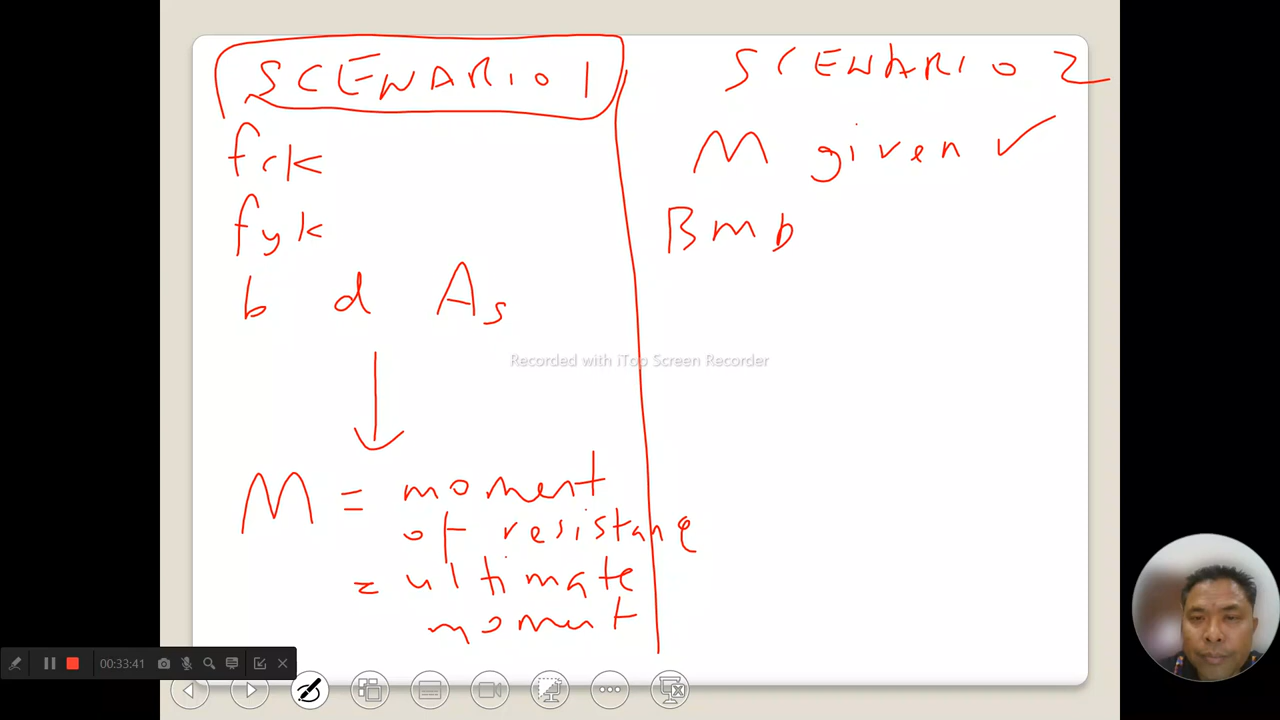 SCENARIO 1
fck
fyk
b d As
M = moment
of resistance
= ultimate
moment
SCENARIO 2
M given ✓
Bmb
Recorded with iTop Screen Recorder
00:33:41